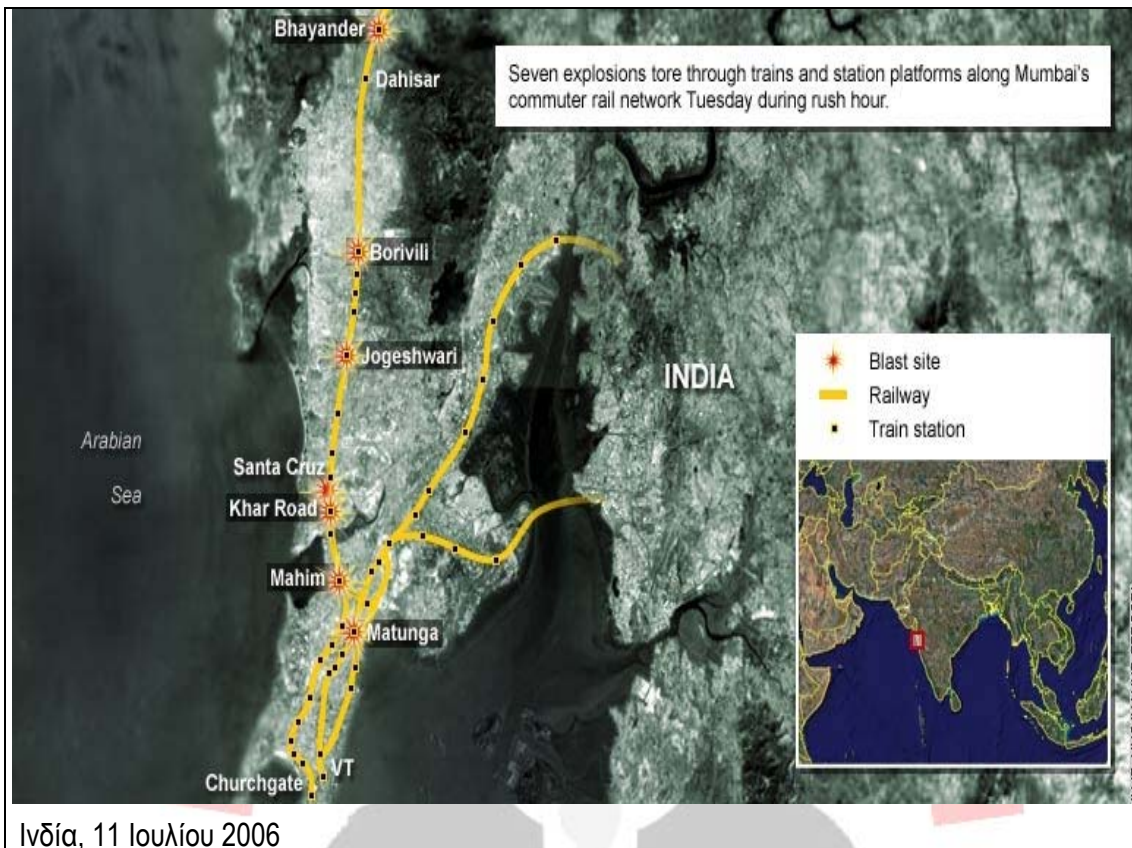 Bhayander
Dahisar
Seven explosions tore through trains and station platforms along Mumbai's
commuter rail network Tuesday during rush hour.
Borivili
Jogeshwari
INDIA
Blast site
Railway
Train station
Arabian
Sea
Santa Cruz
Khar Road
Mahim
Matunga
VT
Churchgate
Ινδία, 11 Ιουλίου 2006